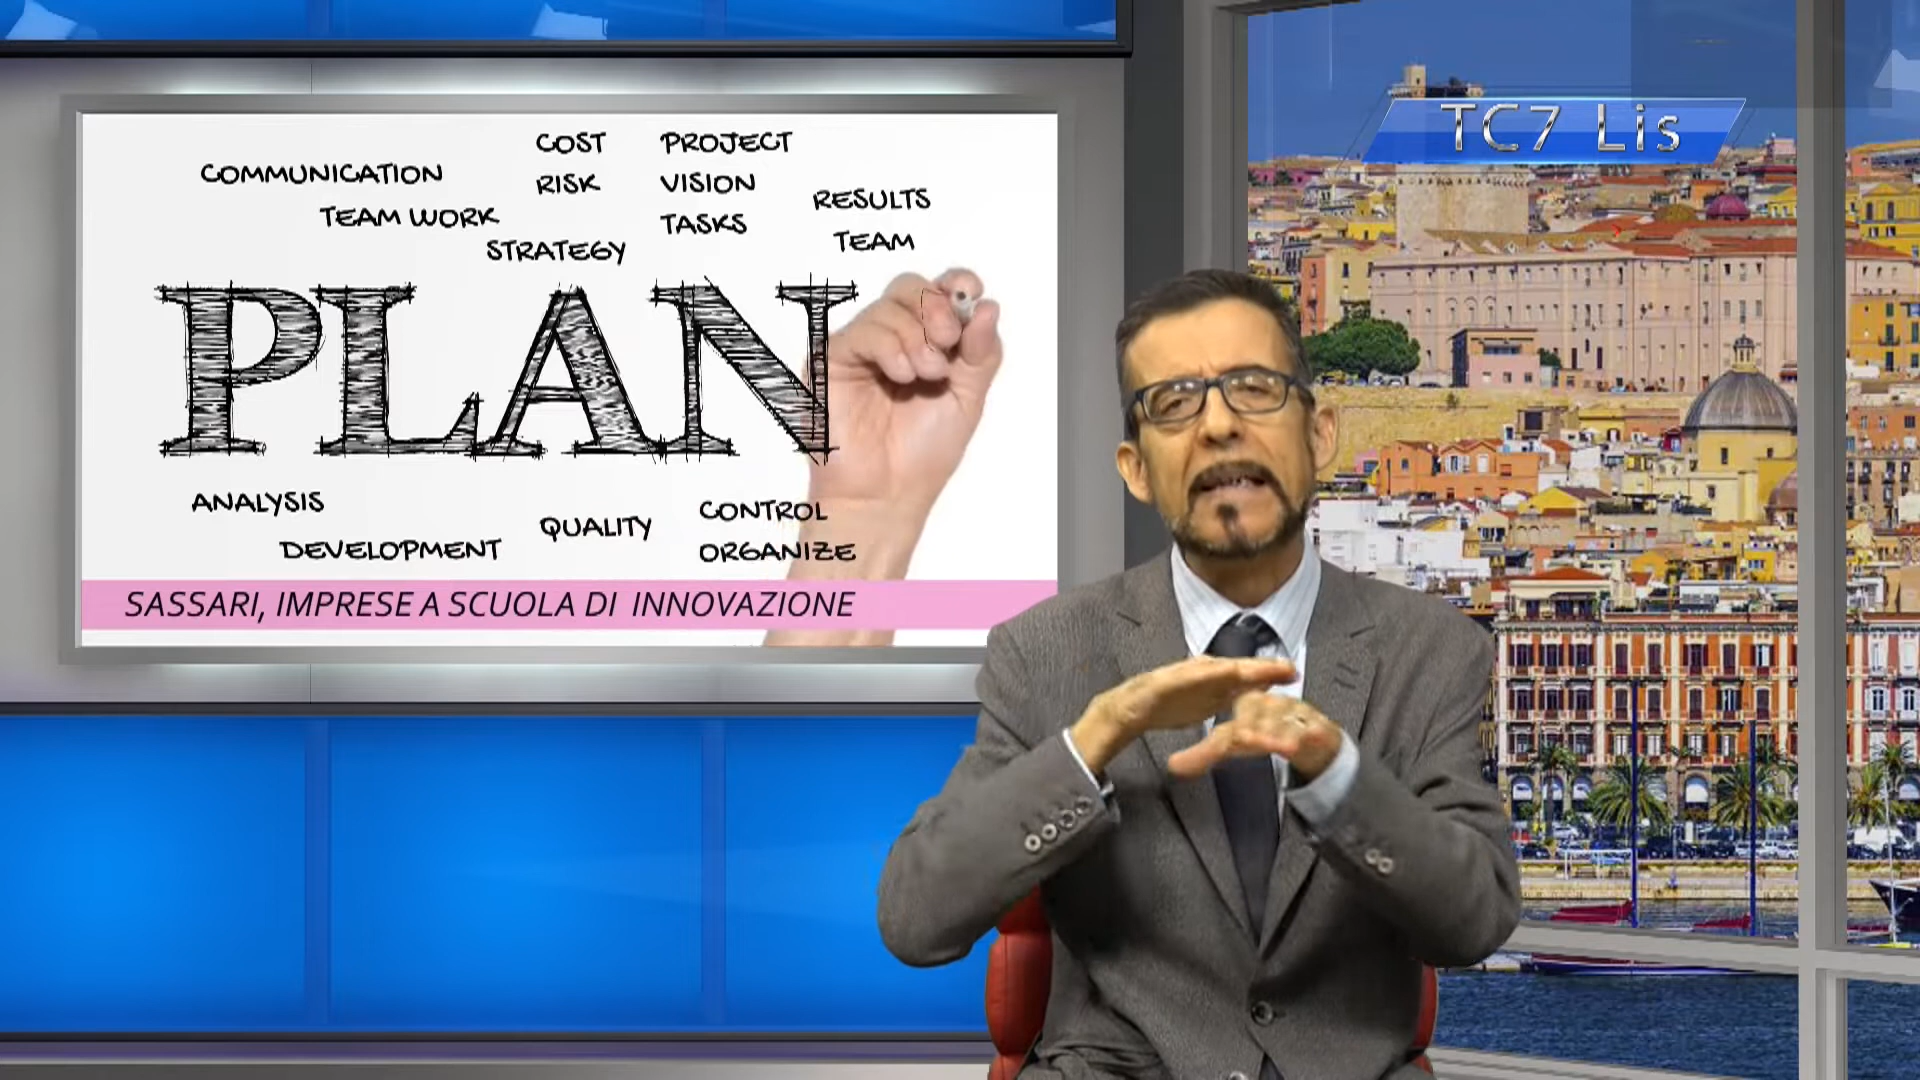 TC7 Lis
COST
PROJECT
COMMUNICATION
RISK
VISION
RESULTS
TEAM WORK
TASKS
STRATEGY
TEAM
PLAN
ANALYSIS
CONTROL
QUALITY
DEVELOPMENT
ORGANIZE
SASSARI, IMPRESE A SCUOLA DI INNOVAZIONE